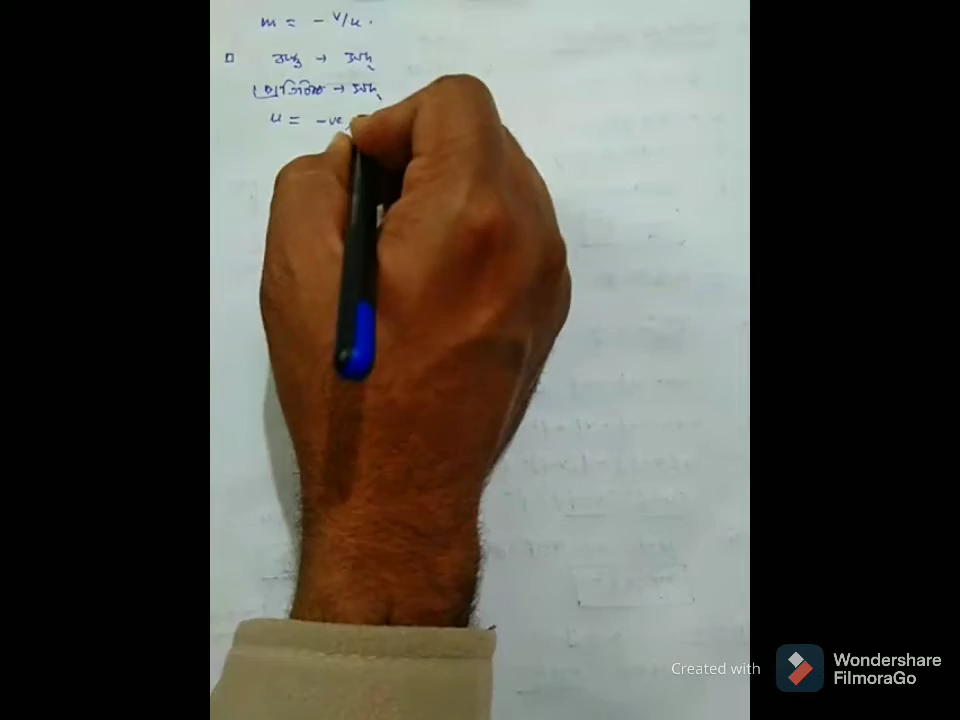 m = - v/u.
□ বস্তু → সদ্
প্রতিবিম্ব → সদ্
u = -ve,
Created with
Wondershare
FilmoraGo